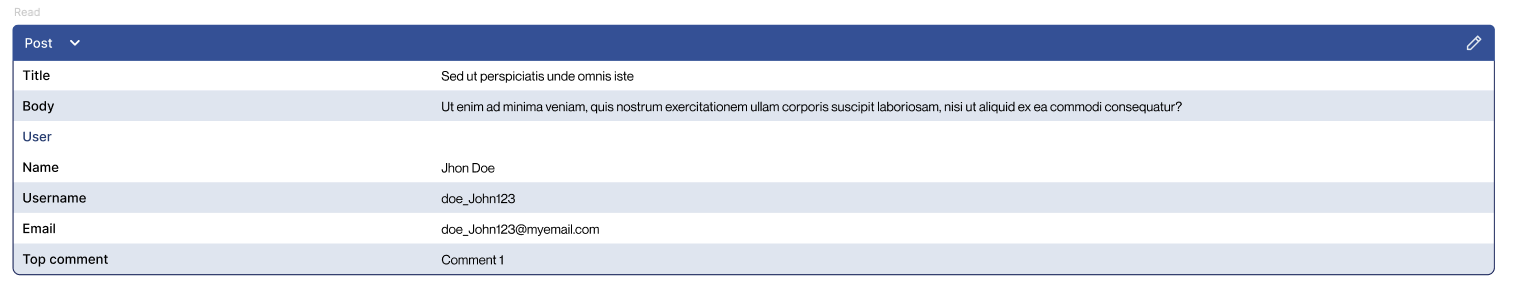 Read
Post
Title Sed ut perspiciatis unde omnis iste
Body Ut enim ad minima veniam, quis nostrum exercitationem ullam corporis suscipit laboriosam, nisi ut aliquid ex ea commodi consequatur?
User
Name Jhon Doe
Username doe_John123
Email doe_John123@myemail.com
Top comment Comment 1